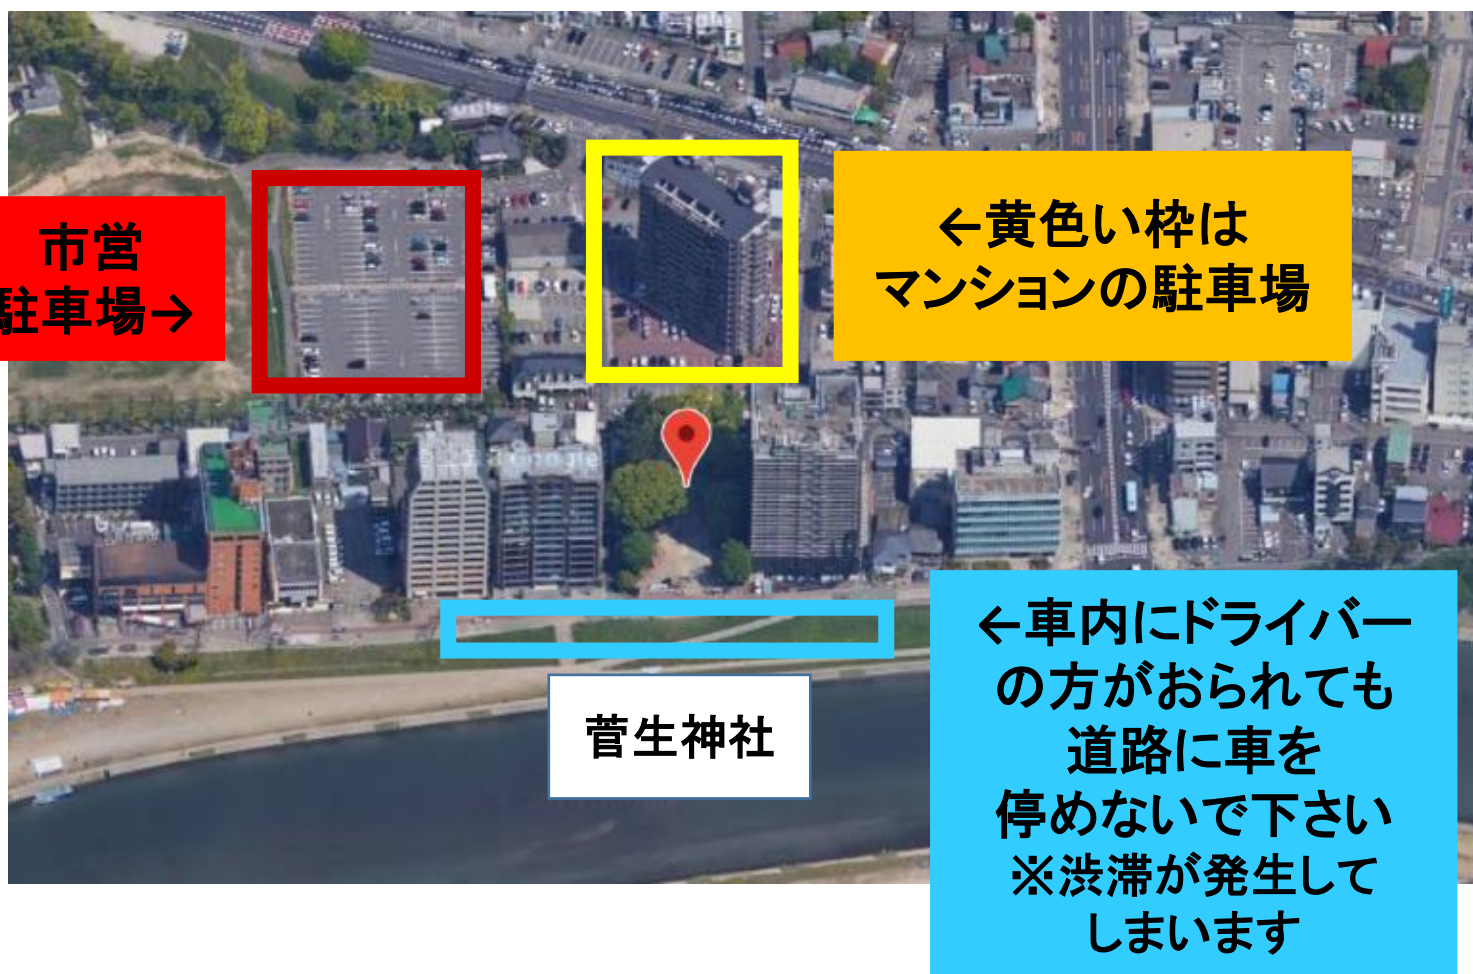 市営
駐車場→
←黄色い枠は
マンションの駐車場
Google
菅生神社
←車内にドライバー
の方がおられても
道路に車を
停めないで下さい
※渋滞が発生して
しまいます